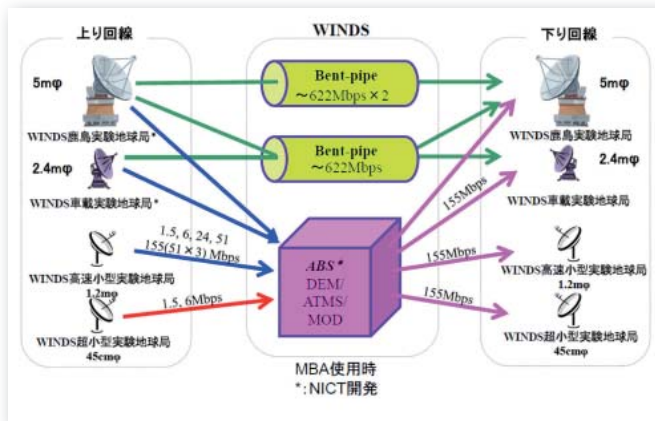 上り回線
WINDS
下り回線
5mφ
Bent-pipe
～622Mbps×2
5mφ
WINDS鹿島実験地球局*
WINDS鹿島実験地球局
2.4mφ
Bent-pipe
～622Mbps
2.4mφ
WINDS車載実験地球局*
WINDS車載実験地球局
155Mbps
1.5, 6, 24, 51
155(51×3) Mbps
ABS*
DEM/
ATMS/
MOD
155Mbps
WINDS高速小型実験地球局
1.2mφ
WINDS高速小型実験地球局
1.2mφ
1.5, 6Mbps
155Mbps
WINDS超小型実験地球局
45cmφ
WINDS超小型実験地球局
45cmφ
MBA使用時
*：NICT開発